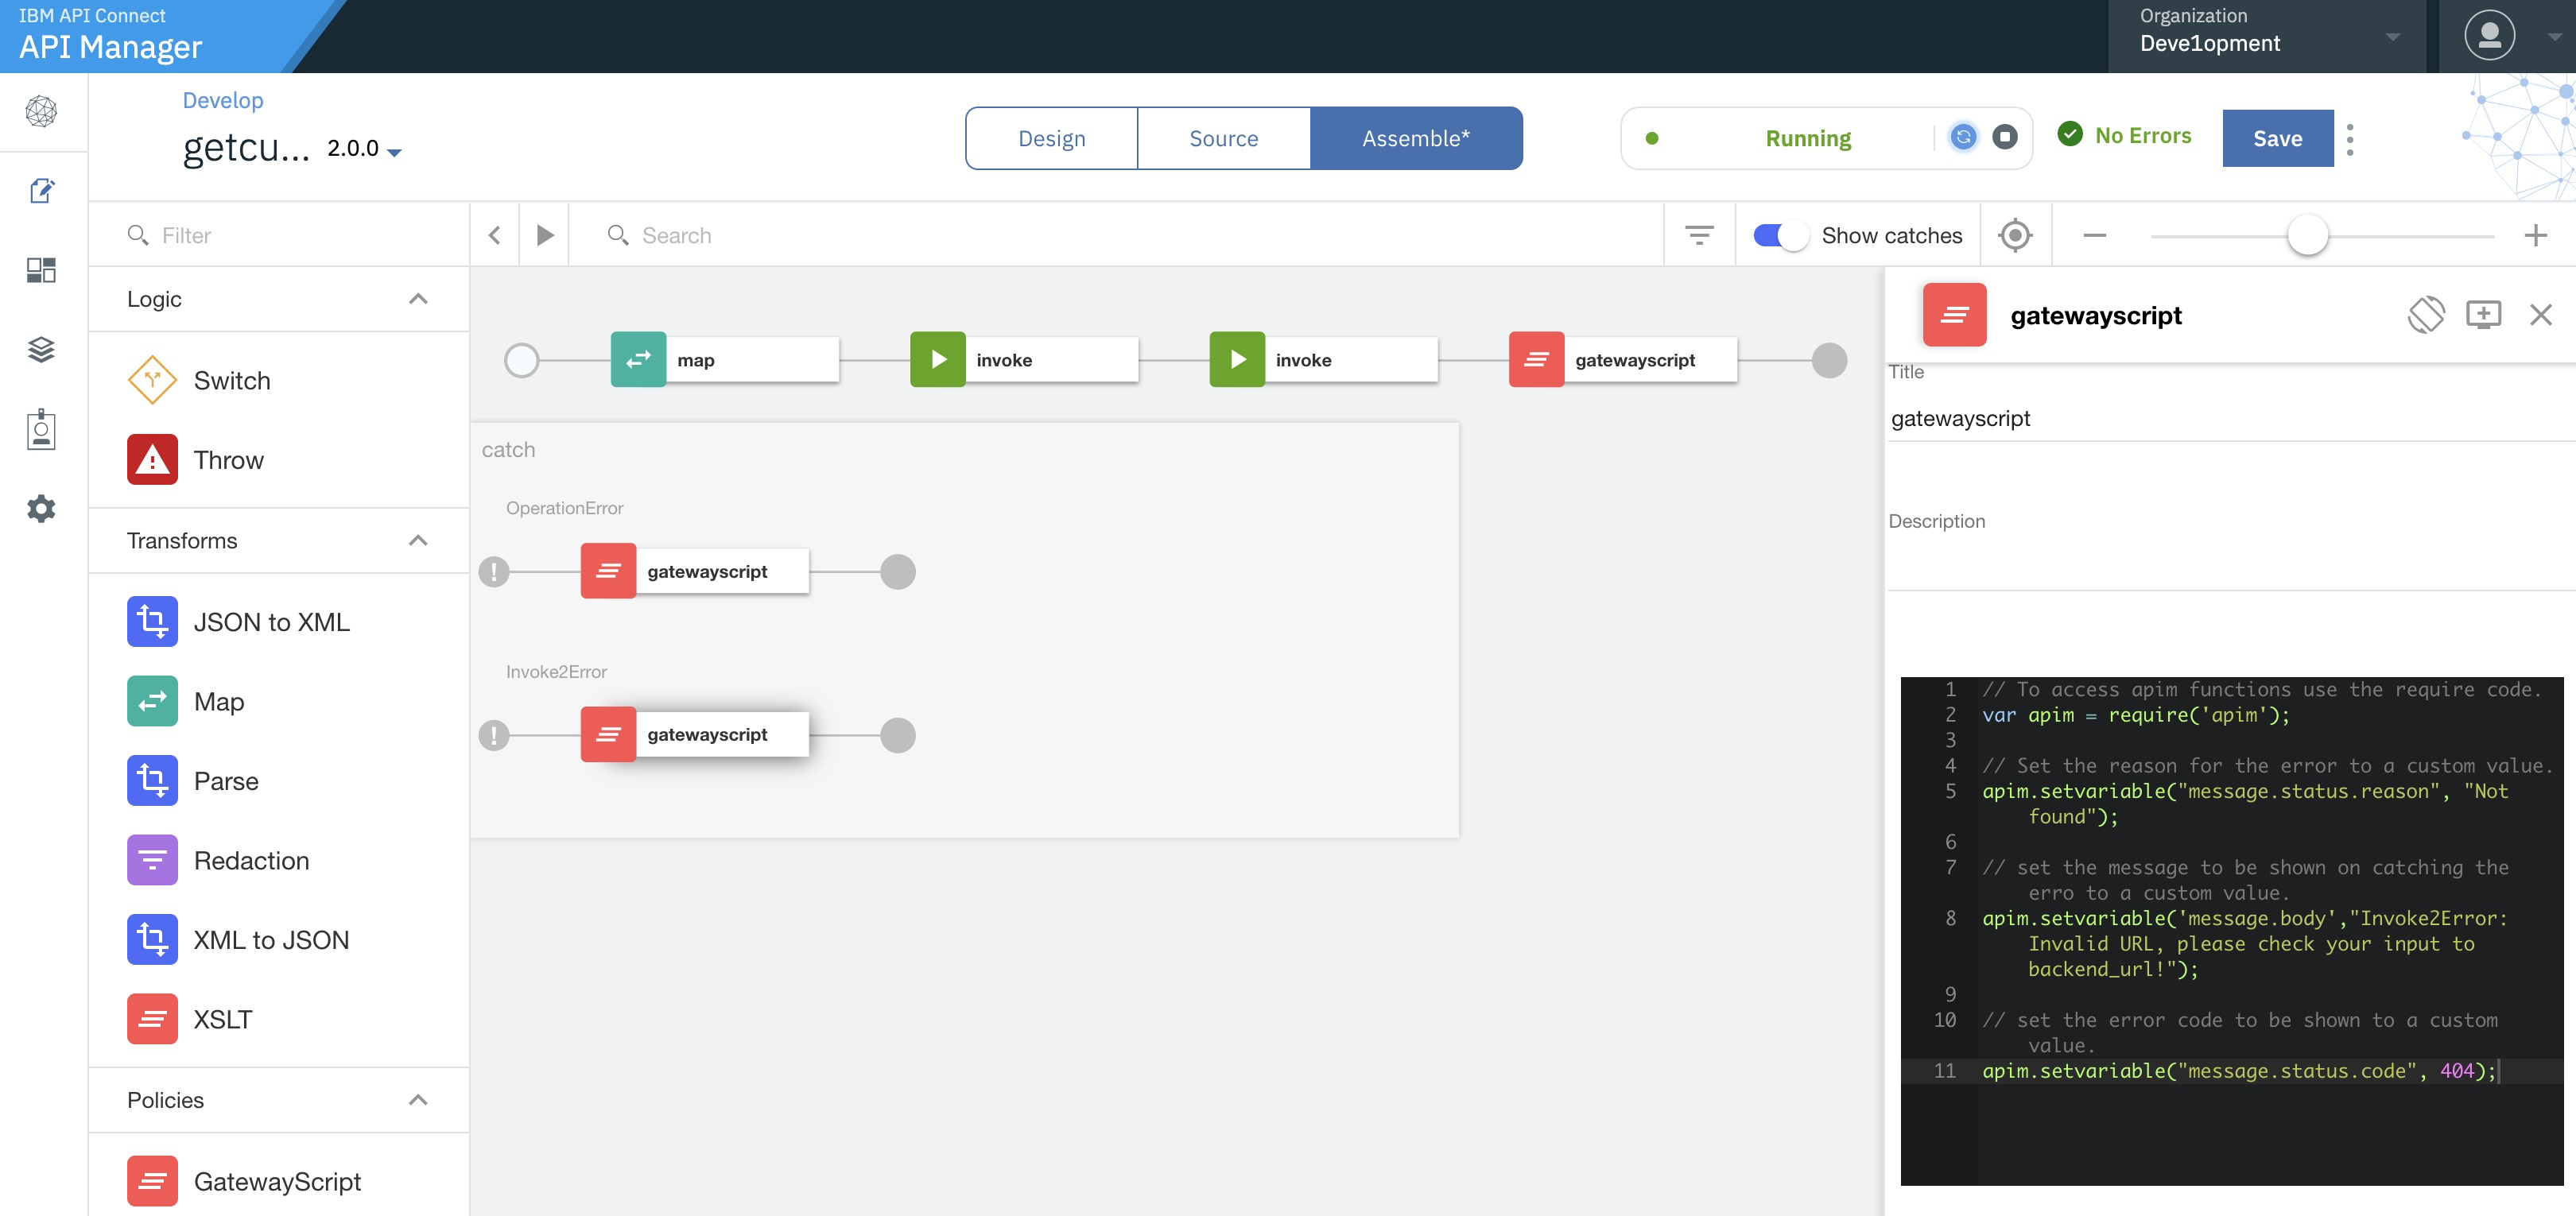 IBM API Connect
API Manager
Organization
Deve1opment
Develop
getcu... 2.0.0
Design
Source
Assemble*
Running
No Errors
Save
Filter
Search
Show catches
Logic
Switch
Throw
Transforms
JSON to XML
Map
Parse
Redaction
XML to JSON
XSLT
Policies
GatewayScript
map
invoke
invoke
gatewayscript
catch
OperationError
gatewayscript
Invoke2Error
gatewayscript
gatewayscript
Title
gatewayscript
Description
1 // To access apim functions use the require code.
2 var apim = require('apim');
3
4 // Set the reason for the error to a custom value.
5 apim.setvariable("message.status.reason", "Not
found");
6
7 // set the message to be shown on catching the
erro to a custom value.
8 apim.setvariable('message.body',"Invoke2Error:
Invalid URL, please check your input to
backend_url!");
9
10 // set the error code to be shown to a custom
value.
11 apim.setvariable("message.status.code", 404);